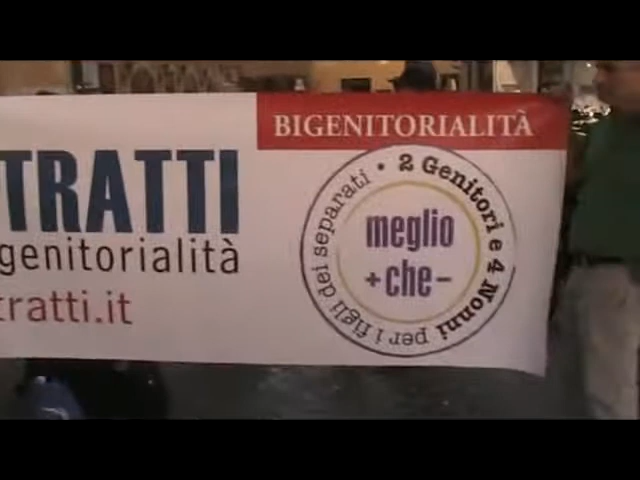 TRATTI
genitorialità
tratti.it
BIGENITORIALITÀ
2 Genitori e 4 Nonni per i figli dei separati •
meglio
+che–